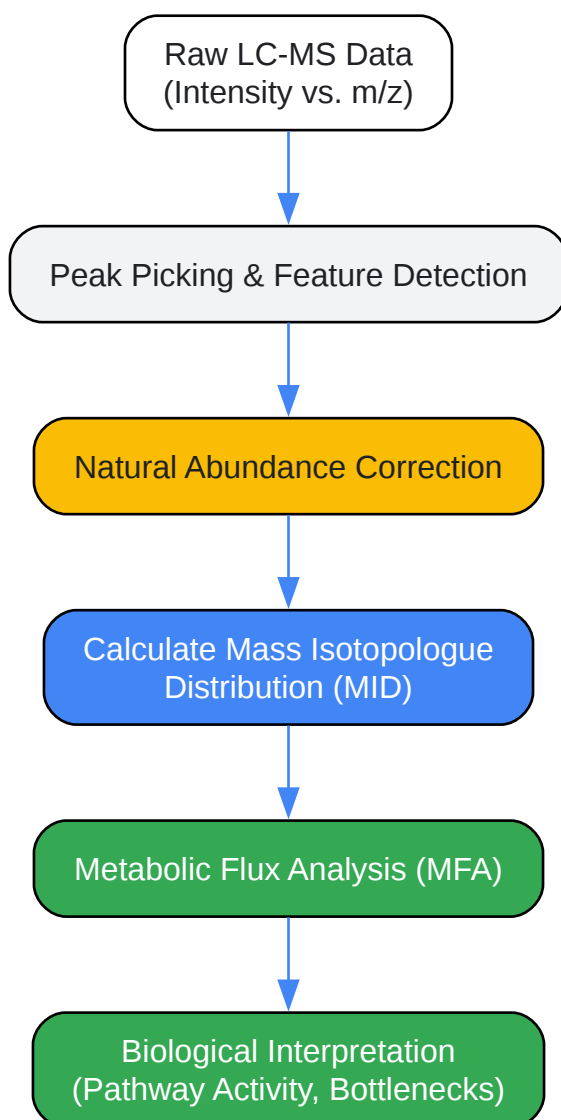 Raw LC-MS Data
(Intensity vs. m/z)
Peak Picking & Feature Detection
Natural Abundance Correction
Calculate Mass Isotopologue
Distribution (MID)
Metabolic Flux Analysis (MFA)
Biological Interpretation
(Pathway Activity, Bottlenecks)